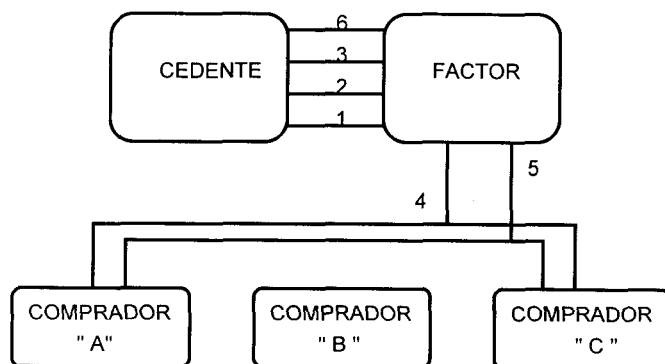 6
3
CEDENTE
FACTOR
2
1
5
4
COMPRADOR
" A"
COMPRADOR
" B "
COMPRADOR
" C "